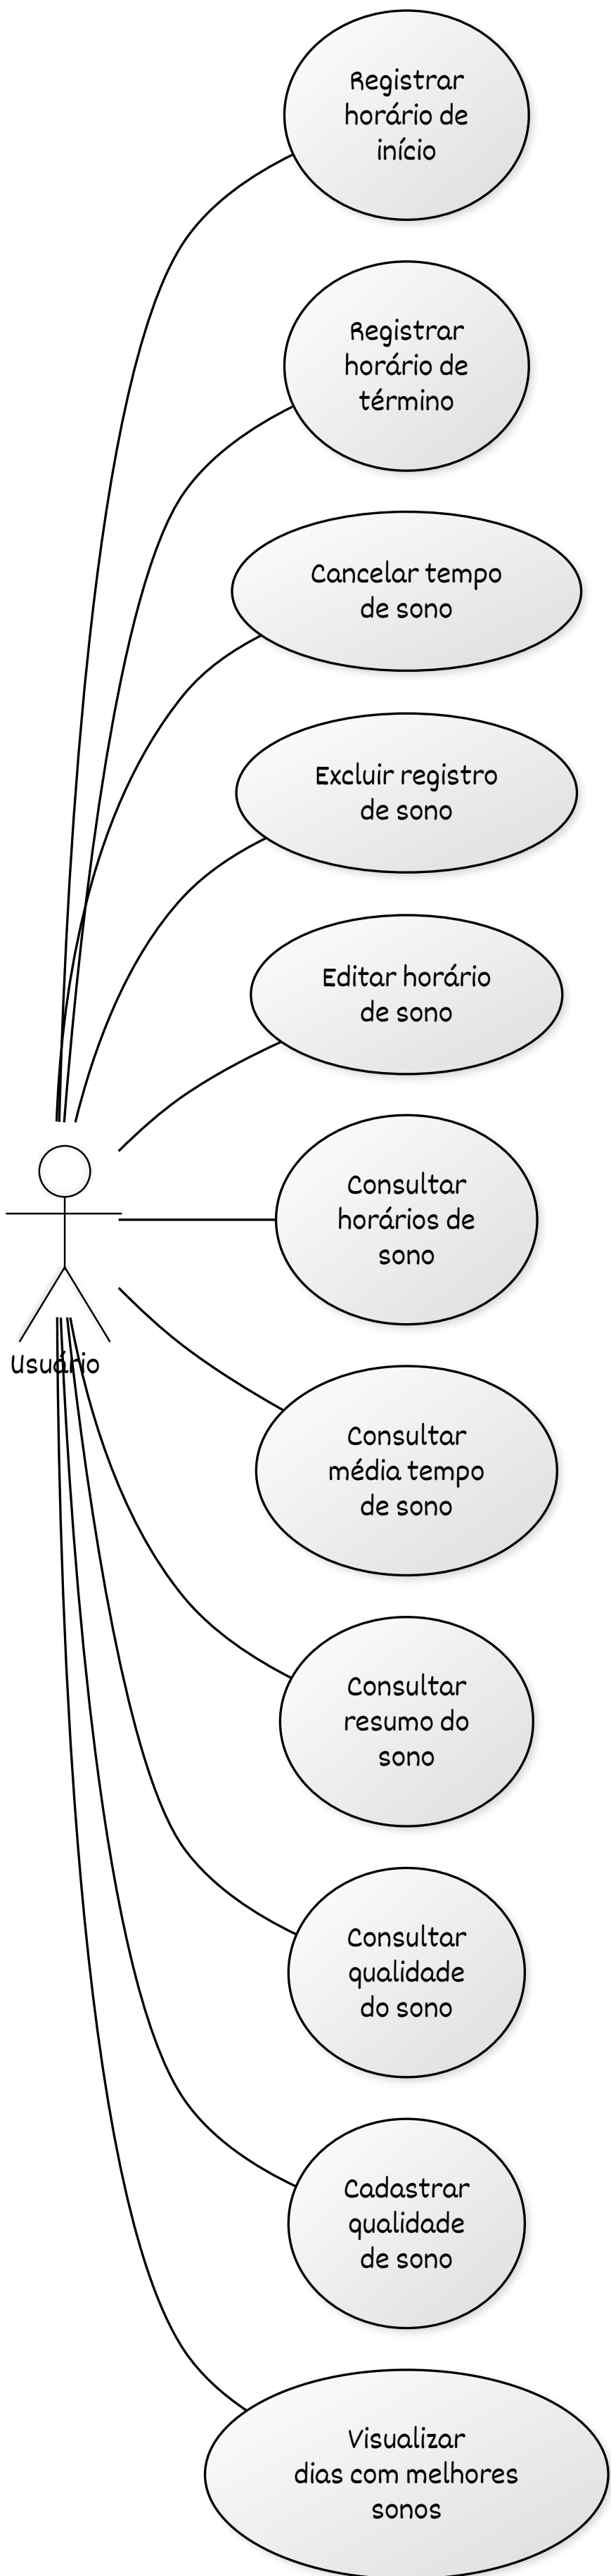 Registrar
horário de
início
Registrar
horário de
término
Cancelar tempo
de sono
Excluir registro
de sono
Editar horário
de sono
Consultar
horários de
sono
Usuário
Consultar
média tempo
de sono
Consultar
resumo do
sono
Consultar
qualidade
do sono
Cadastrar
qualidade
de sono
Visualizar
dias com melhores
sonos